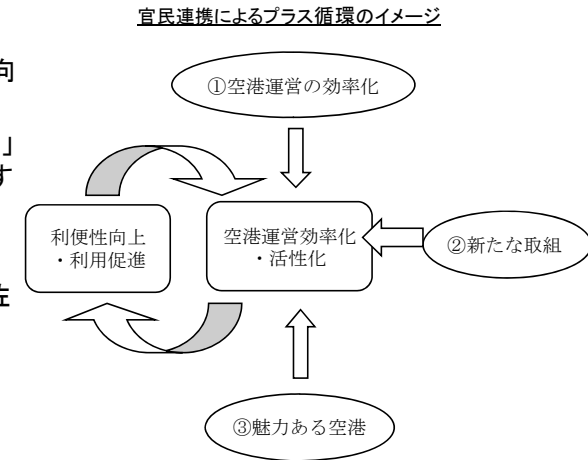 官民連携によるプラス循環のイメージ
向
①空港運営の効率化
」
す
利便性向上
・利用促進
空港運営効率化
・活性化
②新たな取組
③魅力ある空港